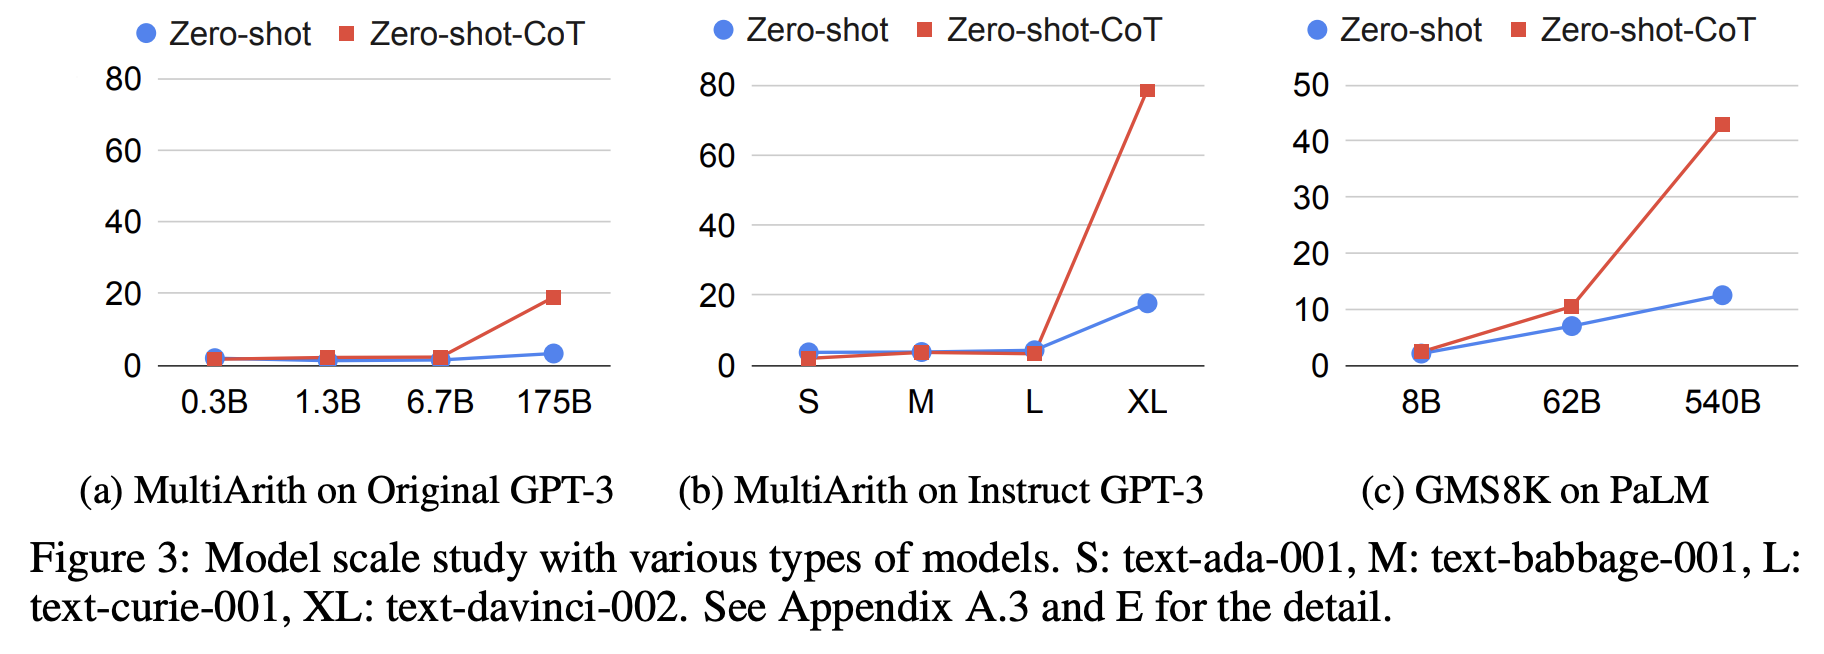 Zero-shot Zero-shot-CoT
80
60
40
20
0
0.3B 1.3B 6.7B 175B
(a) MultiArith on Original GPT-3
Zero-shot Zero-shot-CoT
80
60
40
20
0
S M L XL
(b) MultiArith on Instruct GPT-3
Zero-shot Zero-shot-CoT
50
40
30
20
10
0
8B 62B 540B
(c) GMS8K on PaLM
Figure 3: Model scale study with various types of models. S: text-ada-001, M: text-babbage-001, L:
text-curie-001, XL: text-davinci-002. See Appendix A.3 and E for the detail.